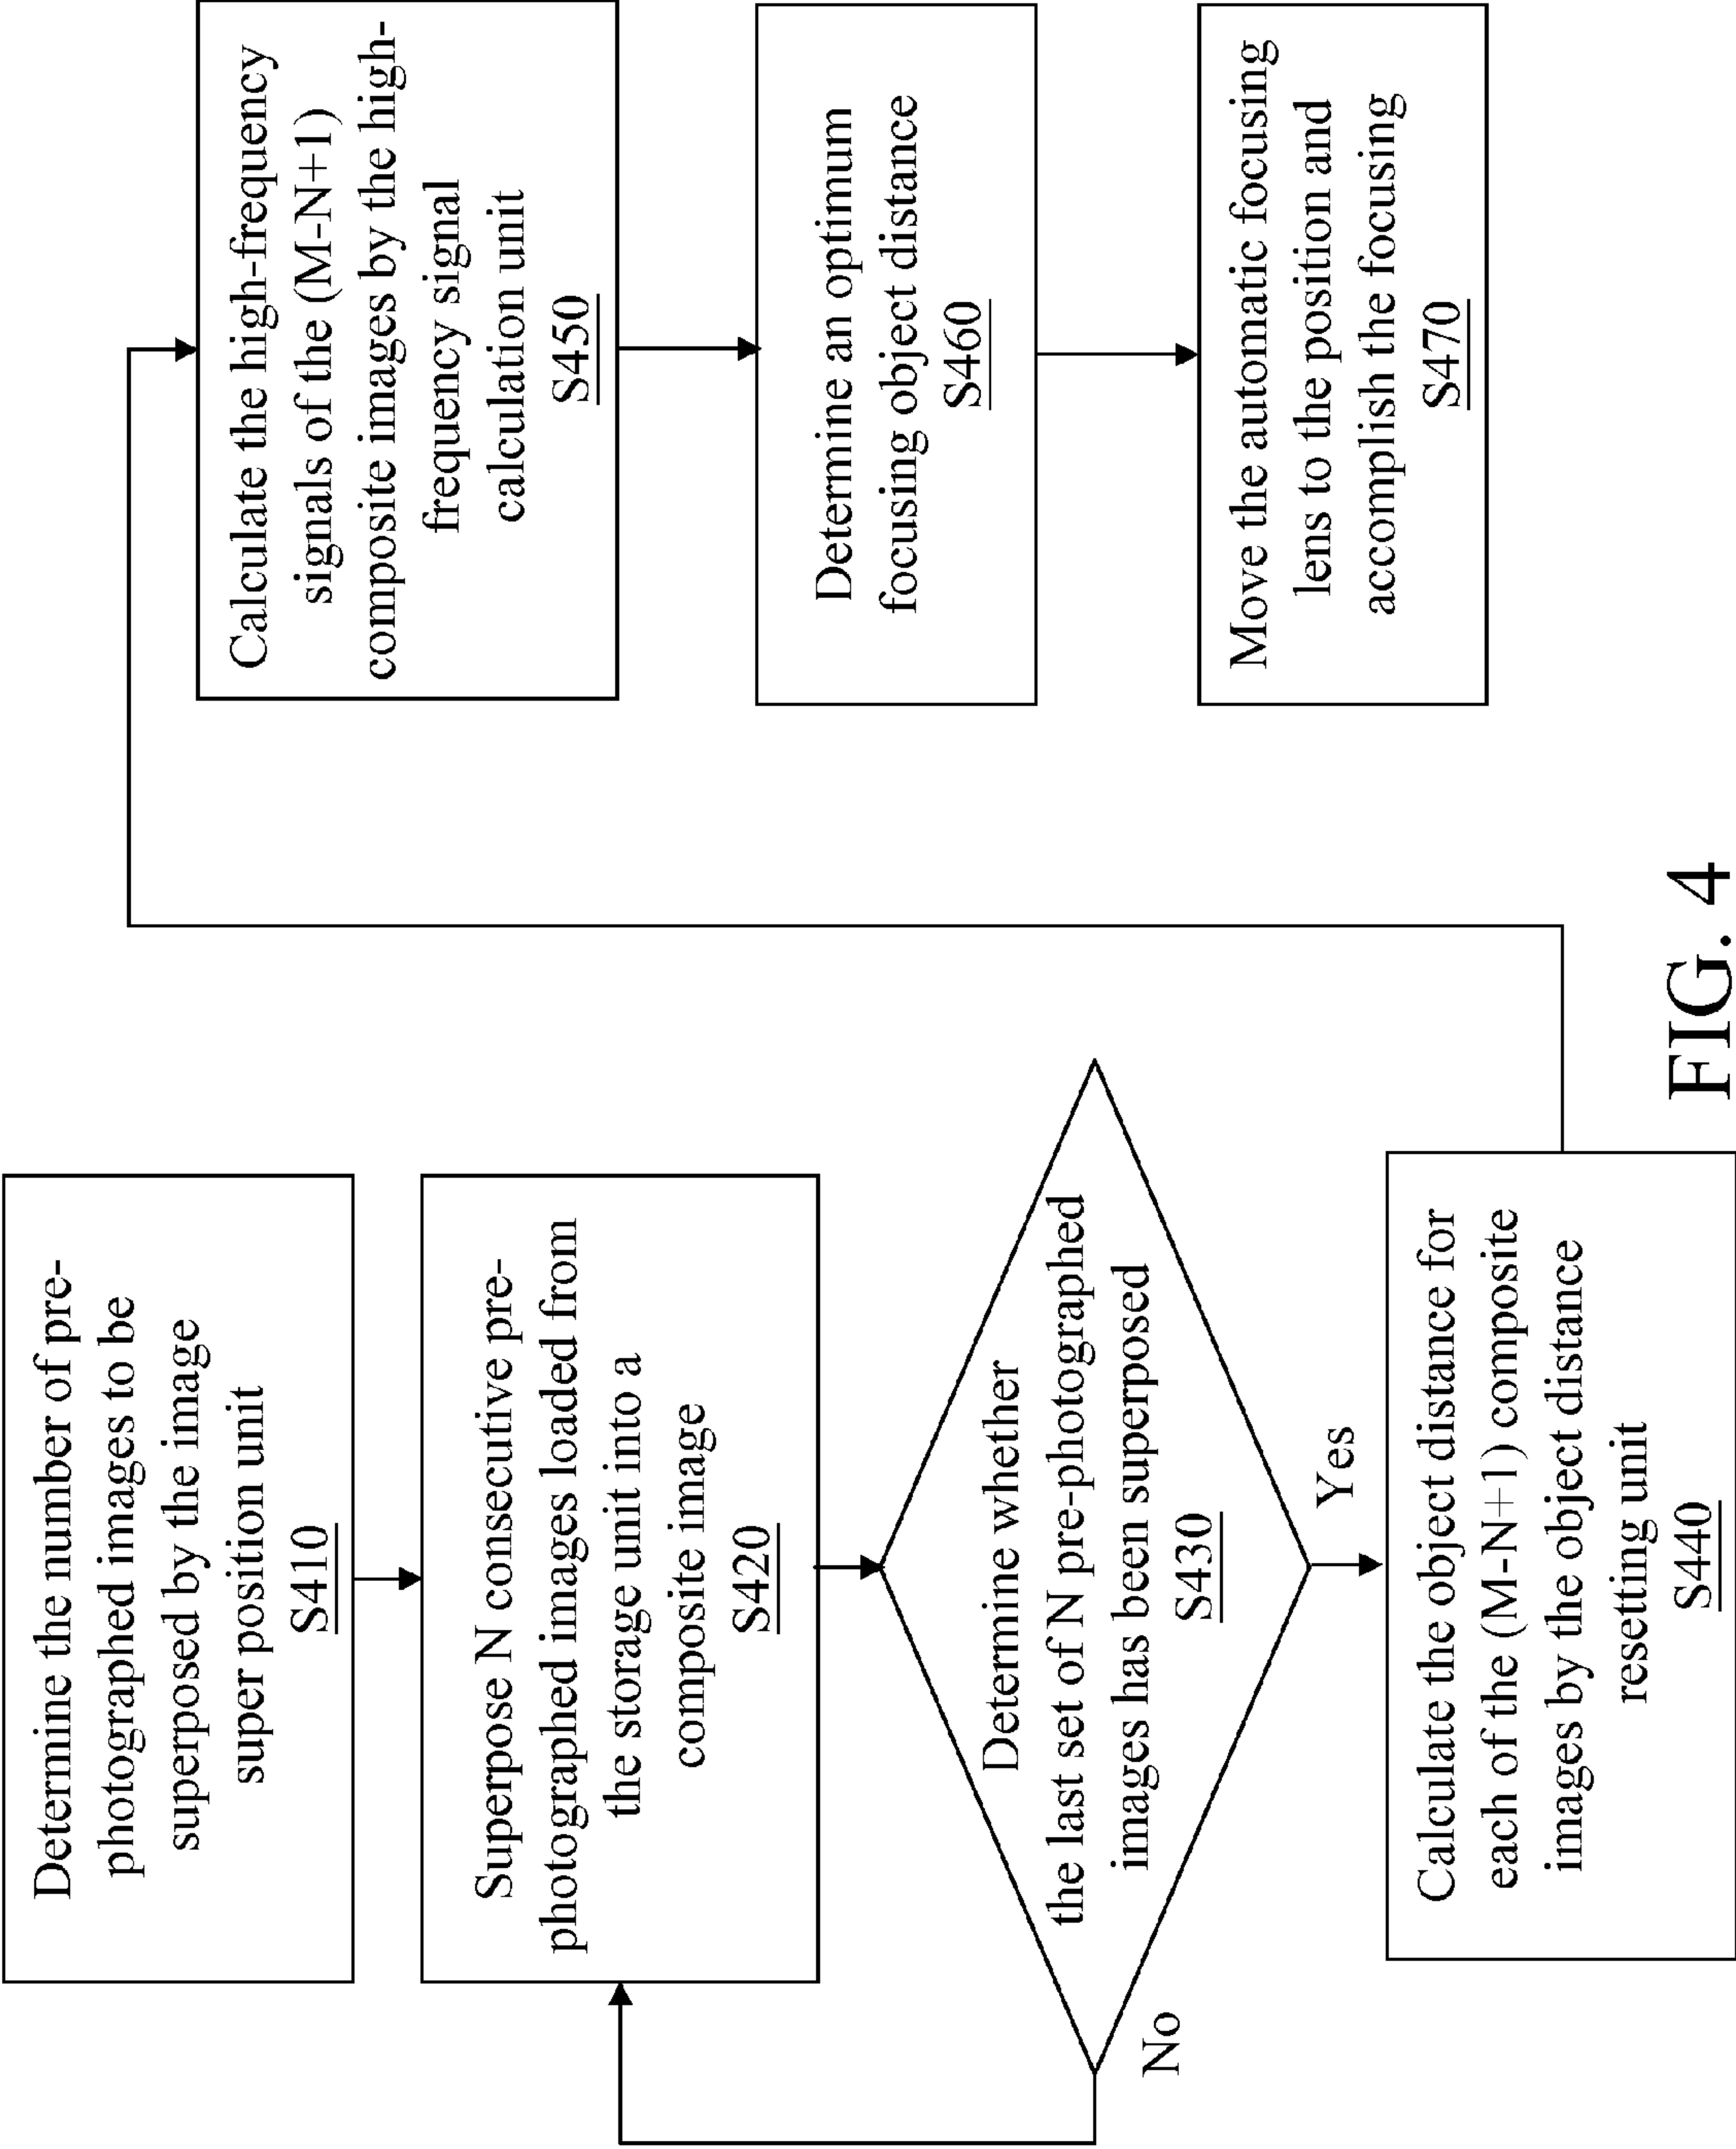 Determine the number of pre-
photographed images to be
superposed by the image
super position unit
S410
Superpose N consecutive pre-
photographed images loaded from
the storage unit into a
composite image
S420
Determine whether
the last set of N pre-photographed
images has been superposed
S430
No
Yes
Calculate the object distance for
each of the (M-N+1) composite
images by the object distance
resetting unit
S440
Calculate the high-frequency
signals of the (M-N+1)
composite images by the high-
frequency signal
calculation unit
S450
Determine an optimum
focusing object distance
S460
Move the automatic focusing
lens to the position and
accomplish the focusing
S470
FIG. 4